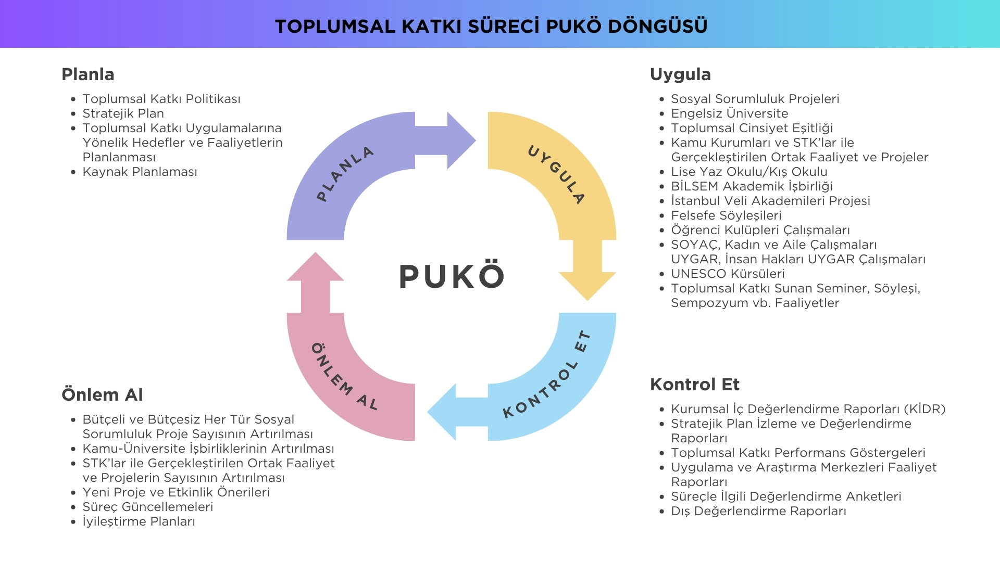 TOPLUMSAL KATKI SÜRECİ PUKÖ DÖNGÜSÜ
Planla
• Toplumsal Katkı Politikası
• Stratejik Plan
• Toplumsal Katkı Uygulamalarına
Yönelik Hedefler ve Faaliyetlerin
Planlanması
• Kaynak Planlaması
Uygula
• Sosyal Sorumluluk Projeleri
• Engelsiz Üniversite
• Toplumsal Cinsiyet Eşitliği
• Kamu Kurumları ve STK’lar ile
Gerçekleştirilen Ortak Faaliyet ve Projeler
• Lise Yaz Okulu/Kış Okulu
• BİLSEM Akademik İşbirliği
• İstanbul Veli Akademileri Projesi
• Felsefe Söyleşileri
• Öğrenci Kulüpleri Çalışmaları
• SOYAÇ, Kadın ve Aile Çalışmaları
UYGAR, İnsan Hakları UYGAR Çalışmaları
• UNESCO Kürsüleri
• Toplumsal Katkı Sunan Seminer, Söyleşi,
Sempozyum vb. Faaliyetler
PLANLA
UYGULA
PUKÖ
ÖNLEM AL
KONTROL ET
Önlem Al
• Bütçeli ve Bütçesiz Her Tür Sosyal
Sorumluluk Proje Sayısının Artırılması
• Kamu-Üniversite İşbirliklerinin Artırılması
• STK’lar ile Gerçekleştirilen Ortak Faaliyet
ve Projelerin Sayısının Artırılması
• Yeni Proje ve Etkinlik Önerileri
• Süreç Güncellemeleri
• İyileştirme Planları
Kontrol Et
• Kurumsal İç Değerlendirme Raporları (KİDR)
• Stratejik Plan İzleme ve Değerlendirme
Raporları
• Toplumsal Katkı Performans Göstergeleri
• Uygulama ve Araştırma Merkezleri Faaliyet
Raporları
• Süreçle İlgili Değerlendirme Anketleri
• Dış Değerlendirme Raporları